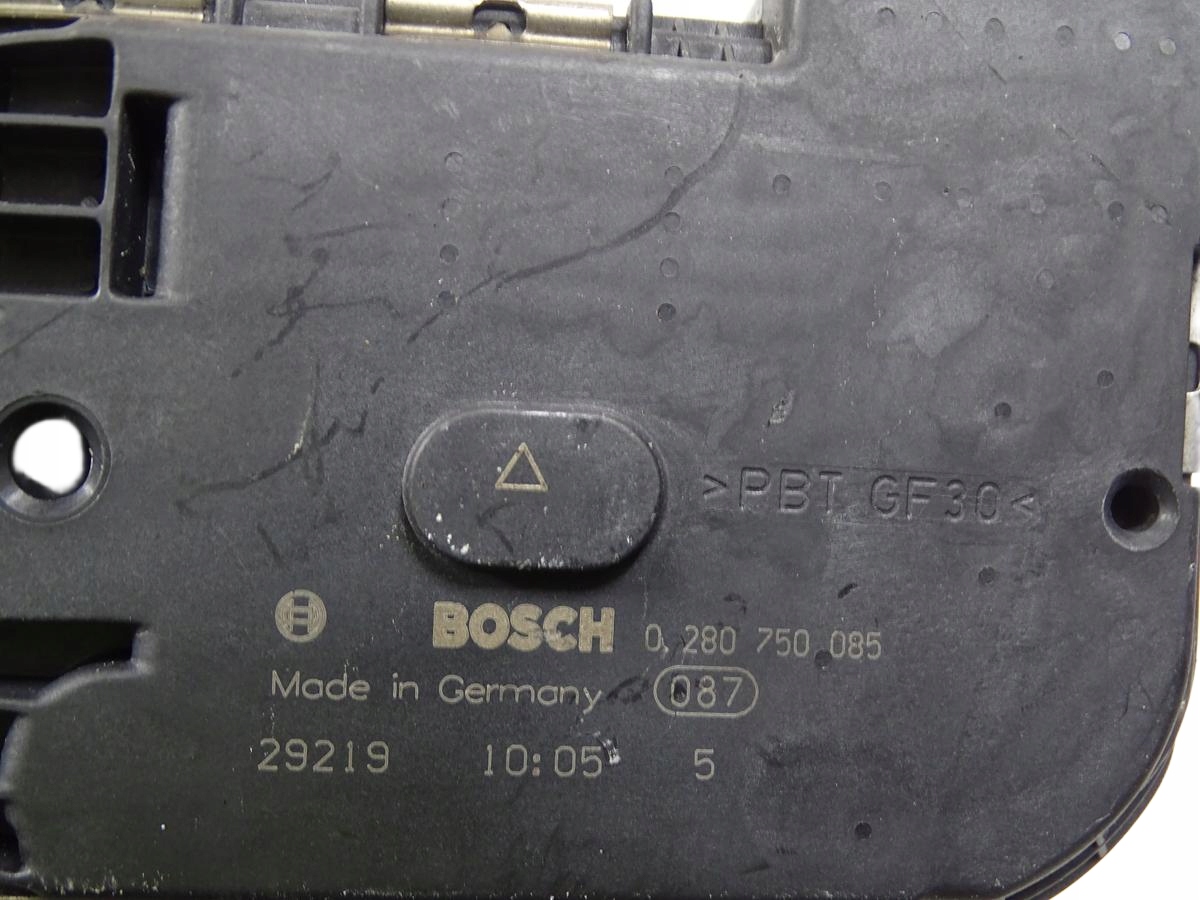 >PBT GF30<
BOSCH 0 280 750 085
Made in Germany 087
29219 10:05 5